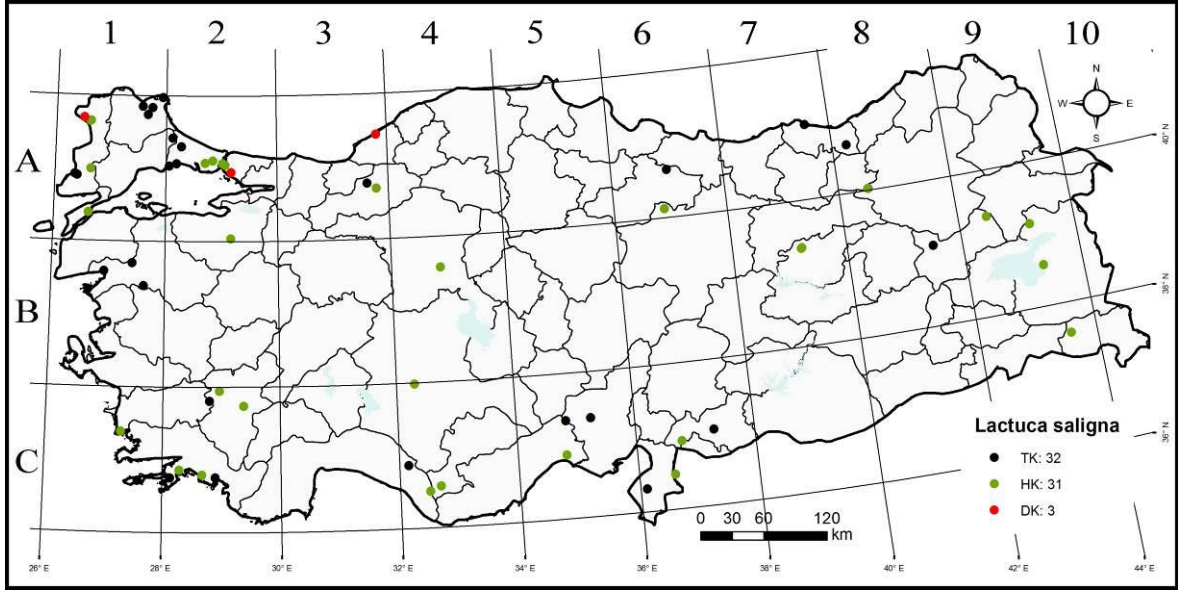 1 2 3 4 5 6 7 8 9 10
N
W E
S
40° N
A
38° N
B
Lactuca saligna
36° N
C
TK: 32
HK: 31
DK: 3
0 30 60 120
km
26° E 28° E 30° E 32° E 34° E 36° E 38° E 40° E 42° E 44° E